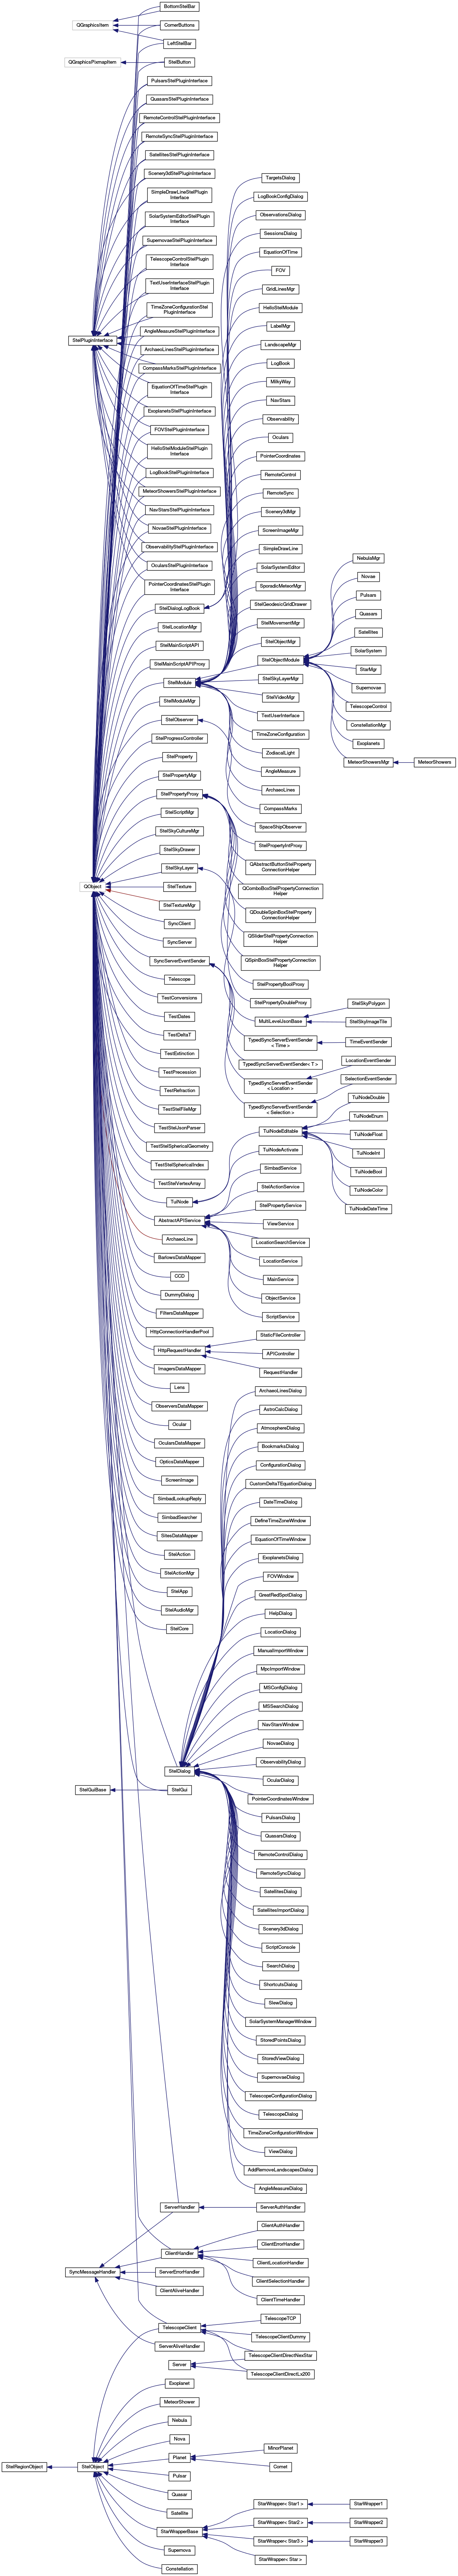 BottomStelBar
QGraphicsItem
CornerButtons
LeftStelBar
QGraphicsPixmapItem
StelButton
PulsarsStelPluginInterface
QuasarsStelPluginInterface
RemoteControlStelPluginInterface
RemoteSyncStelPluginInterface
SatellitesStelPluginInterface
Scenery3dStelPluginInterface
SimpleDrawLineStelPlugin
Interface
SolarSystemEditorStelPlugin
Interface
SupernovaeStelPluginInterface
TelescopeControlStelPlugin
Interface
TextUserInterfaceStelPlugin
Interface
TimeZoneConfigurationStel
PluginInterface
AngleMeasureStelPluginInterface
StelPluginInterface
ArchaeoLinesStelPluginInterface
CompassMarksStelPluginInterface
EquationOfTimeStelPlugin
Interface
ExoplanetsStelPluginInterface
FOVStelPluginInterface
HelloStelModuleStelPlugin
Interface
LogBookStelPluginInterface
MeteorShowersStelPluginInterface
NavStarsStelPluginInterface
NovaeStelPluginInterface
ObservabilityStelPluginInterface
OcularsStelPluginInterface
PointerCoordinatesStelPlugin
Interface
StelDialogLogBook
StelLocationMgr
StelMainScriptAPI
StelMainScriptAPIProxy
StelModule
StelModuleMgr
StelObserver
StelProgressController
StelProperty
StelPropertyMgr
StelPropertyProxy
StelScriptMgr
StelSkyCultureMgr
StelSkyDrawer
StelSkyLayer
QObject
StelTexture
StelTextureMgr
SyncClient
SyncServer
SyncServerEventSender
Telescope
TestConversions
TestDates
TestDeltaT
TestExtinction
TestPrecession
TestRefraction
TestStelFileMgr
TestStelJsonParser
TestStelSphericalGeometry
TestStelSphericalIndex
TestStelVertexArray
TuiNode
AbstractAPIService
ArchaeoLine
BarlowsDataMapper
CCD
DummyDialog
FiltersDataMapper
HttpConnectionHandlerPool
HttpRequestHandler
ImagersDataMapper
Lens
ObserversDataMapper
Ocular
OcularsDataMapper
OpticsDataMapper
ScreenImage
SimbadLookupReply
SimbadSearcher
SitesDataMapper
StelAction
StelActionMgr
StelApp
StelAudioMgr
StelCore
StelDialog
StelGuiBase
StelGui
TargetsDialog
LogBookConfigDialog
ObservationsDialog
SessionsDialog
EquationOfTime
FOV
GridLinesMgr
HelloStelModule
LabelMgr
LandscapeMgr
LogBook
MilkyWay
NavStars
Observability
Oculars
PointerCoordinates
RemoteControl
RemoteSync
Scenery3dMgr
ScreenImageMgr
SimpleDrawLine
SolarSystemEditor
SporadicMeteorMgr
StelGeodesicGridDrawer
StelMovementMgr
StelObjectMgr
StelObjectModule
StelSkyLayerMgr
StelVideoMgr
TextUserInterface
TimeZoneConfiguration
ZodiacalLight
AngleMeasure
ArchaeoLines
CompassMarks
SpaceShipObserver
StelPropertyIntProxy
QAbstractButtonStelProperty
ConnectionHelper
QComboBoxStelPropertyConnection
Helper
QDoubleSpinBoxStelProperty
ConnectionHelper
QSliderStelPropertyConnection
Helper
QSpinBoxStelPropertyConnection
Helper
StelPropertyBoolProxy
StelPropertyDoubleProxy
MultiLevelJsonBase
TypedSyncServerEventSender
< Time >
TypedSyncServerEventSender< T >
TypedSyncServerEventSender
< Location >
TypedSyncServerEventSender
< Selection >
TuiNodeEditable
TuiNodeActivate
SimbadService
StelActionService
StelPropertyService
ViewService
LocationSearchService
LocationService
MainService
ObjectService
ScriptService
StaticFileController
APIController
RequestHandler
NebulaMgr
Novae
Pulsars
Quasars
Satellites
SolarSystem
StarMgr
Supernovae
TelescopeControl
ConstellationMgr
Exoplanets
MeteorShowersMgr
MeteorShowers
StelSkyPolygon
StelSkyImageTile
TimeEventSender
LocationEventSender
SelectionEventSender
TuiNodeDouble
TuiNodeEnum
TuiNodeFloat
TuiNodeInt
TuiNodeBool
TuiNodeColor
TuiNodeDateTime
ArchaeoLinesDialog
AstroCalcDialog
AtmosphereDialog
BookmarksDialog
ConfigurationDialog
CustomDeltaTEquationDialog
DateTimeDialog
DefineTimeZoneWindow
EquationOfTimeWindow
ExoplanetsDialog
FOVWindow
GreatRedSpotDialog
HelpDialog
LocationDialog
ManualImportWindow
MpcImportWindow
MSConfigDialog
MSSearchDialog
NavStarsWindow
NovaeDialog
ObservabilityDialog
OcularDialog
PointerCoordinatesWindow
PulsarsDialog
QuasarsDialog
RemoteControlDialog
RemoteSyncDialog
SatellitesDialog
SatellitesImportDialog
Scenery3dDialog
ScriptConsole
SearchDialog
ShortcutsDialog
SlewDialog
SolarSystemManagerWindow
StoredPointsDialog
StoredViewDialog
SupernovaeDialog
TelescopeConfigurationDialog
TelescopeDialog
TimeZoneConfigurationWindow
ViewDialog
AddRemoveLandscapesDialog
AngleMeasureDialog
ServerHandler
ServerAuthHandler
SyncMessageHandler
ClientHandler
ServerErrorHandler
ClientAliveHandler
ClientAuthHandler
ClientErrorHandler
ClientLocationHandler
ClientSelectionHandler
ClientTimeHandler
TelescopeClient
ServerAliveHandler
Server
TelescopeTCP
TelescopeClientDummy
TelescopeClientDirectNexStar
TelescopeClientDirectLx200
Exoplanet
MeteorShower
Nebula
Nova
StelRegionObject
StelObject
Planet
MinorPlanet
Comet
Pulsar
Quasar
Satellite
StarWrapperBase
Supernova
Constellation
StarWrapper< Star1 >
StarWrapper1
StarWrapper< Star2 >
StarWrapper2
StarWrapper< Star3 >
StarWrapper3
StarWrapper< Star >